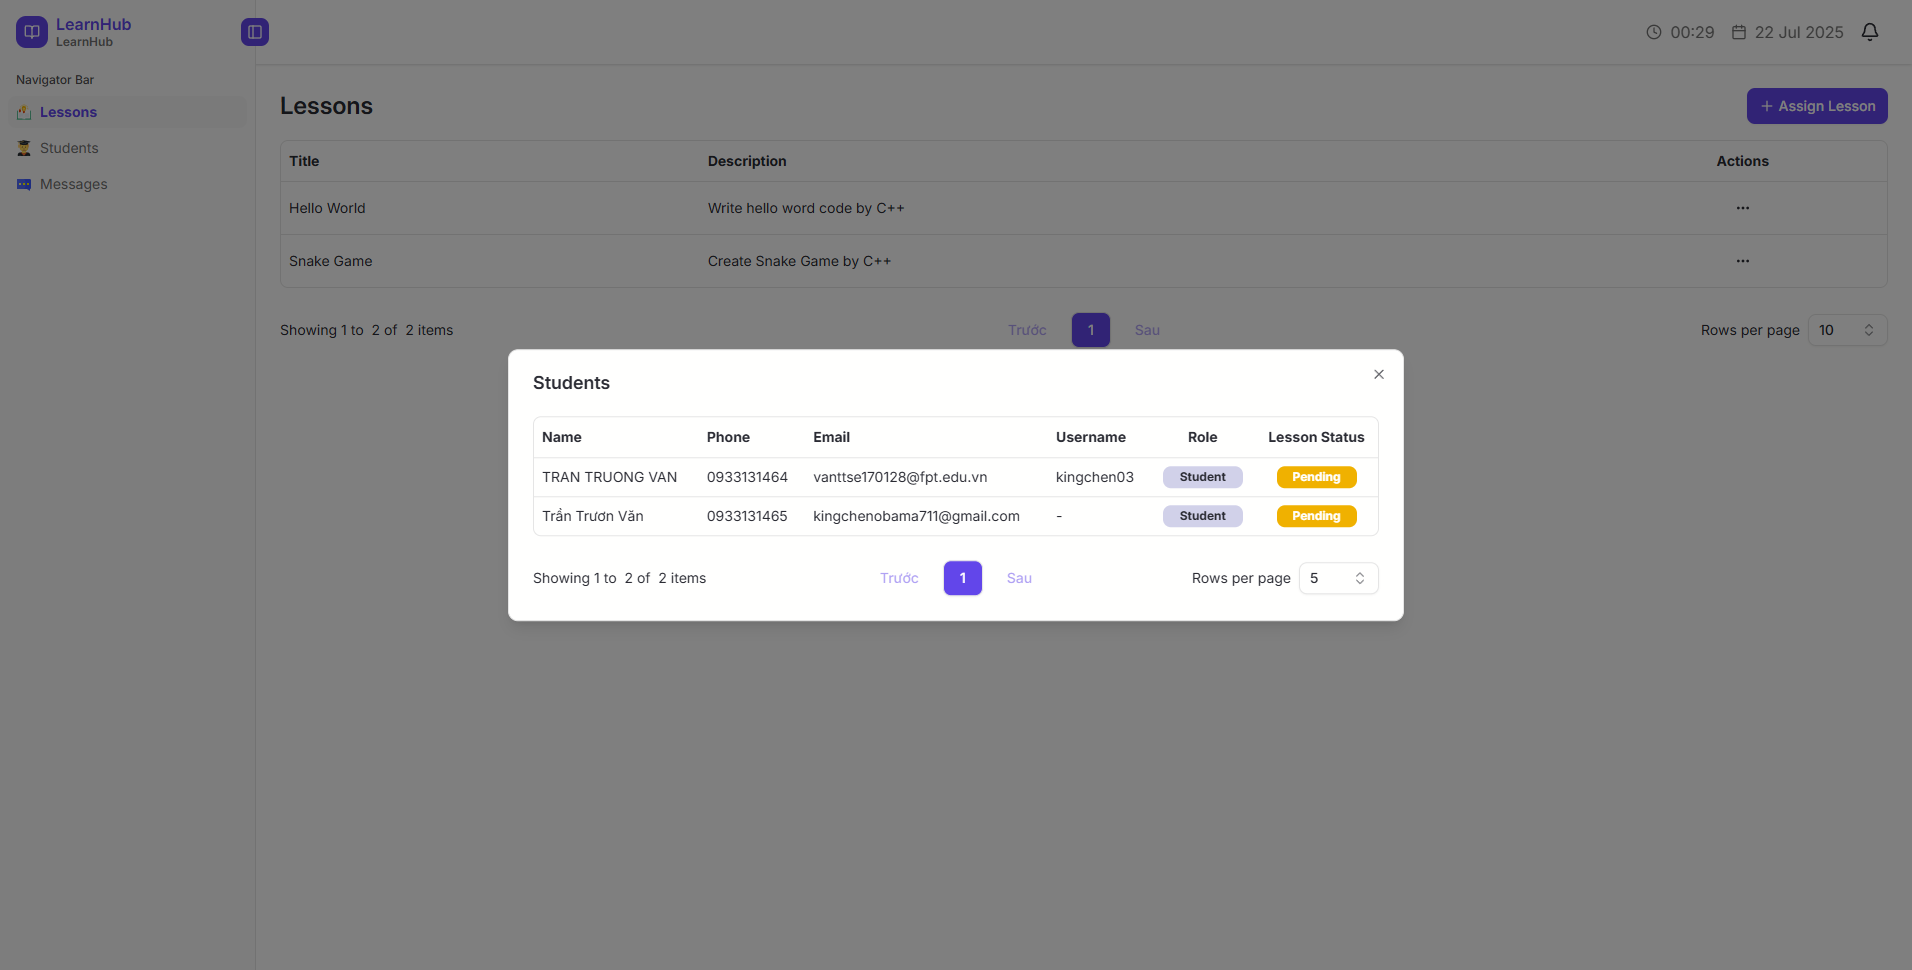 LearnHub
LearnHub
00:29 22 Jul 2025
Navigator Bar
Lessons
Students
Messages
Lessons
+ Assign Lesson
Title Description Actions
Hello World Write hello word code by C++ ...
Snake Game Create Snake Game by C++ ...
Showing 1 to 2 of 2 items Trước 1 Sau Rows per page 10
Students
Name Phone Email Username Role Lesson Status
TRAN TRUONG VAN 0933131464 vanttse170128@fpt.edu.vn kingchen03 Student Pending
Trần Trươn Văn 0933131465 kingchenobama711@gmail.com - Student Pending
Showing 1 to 2 of 2 items Trước 1 Sau Rows per page 5